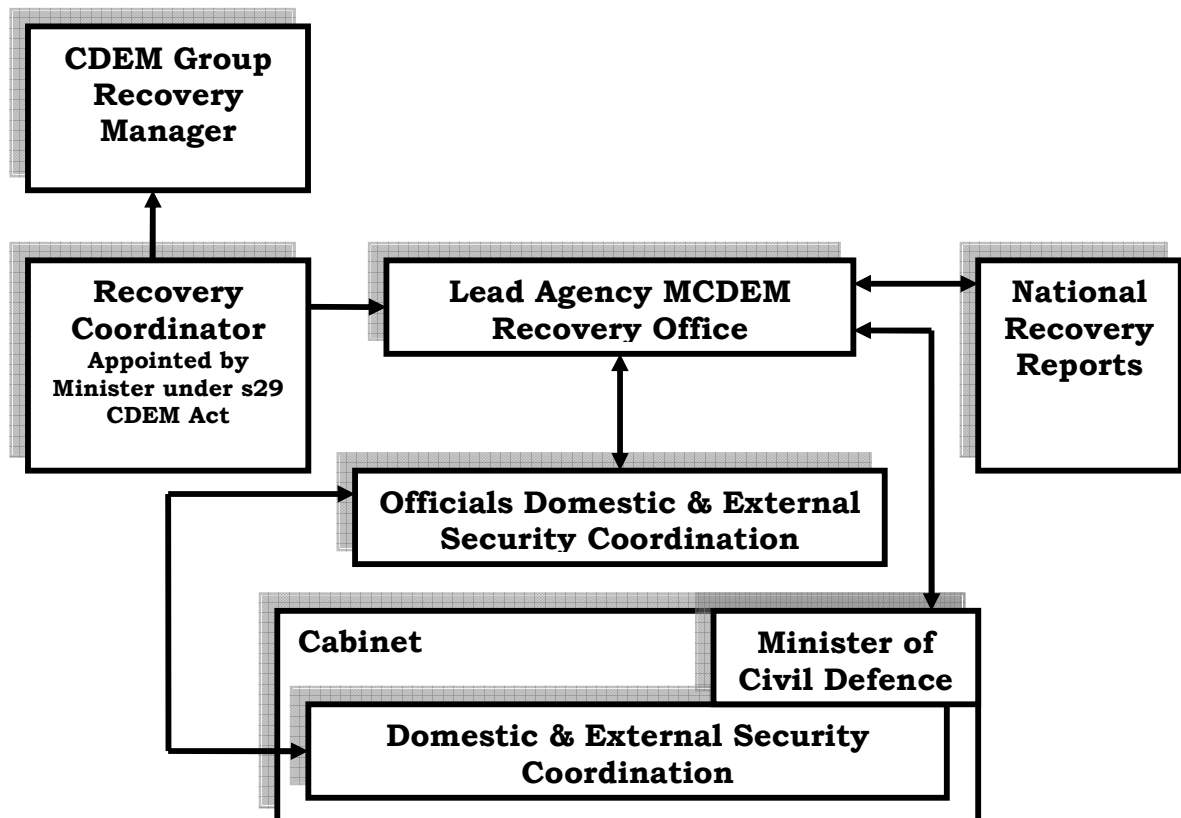 CDEM Group
Recovery
Manager
Recovery
Coordinator
Appointed by
Minister under s29
CDEM Act
Lead Agency MCDEM
Recovery Office
National
Recovery
Reports
Officials Domestic & External
Security Coordination
Cabinet
Minister of
Civil Defence
Domestic & External Security
Coordination